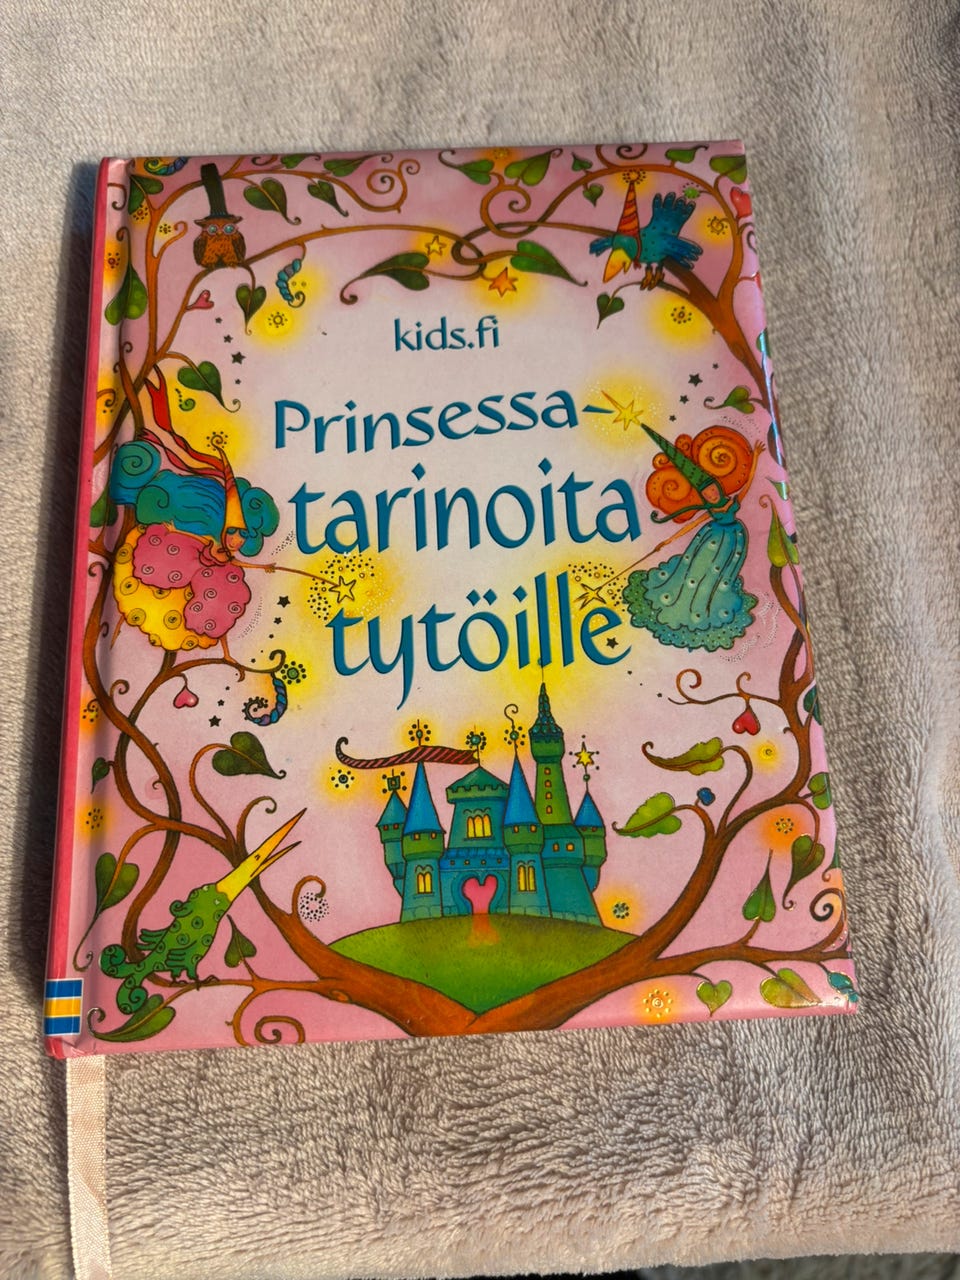 kids.fi
Prinsessa-
tarinoita
tytöille